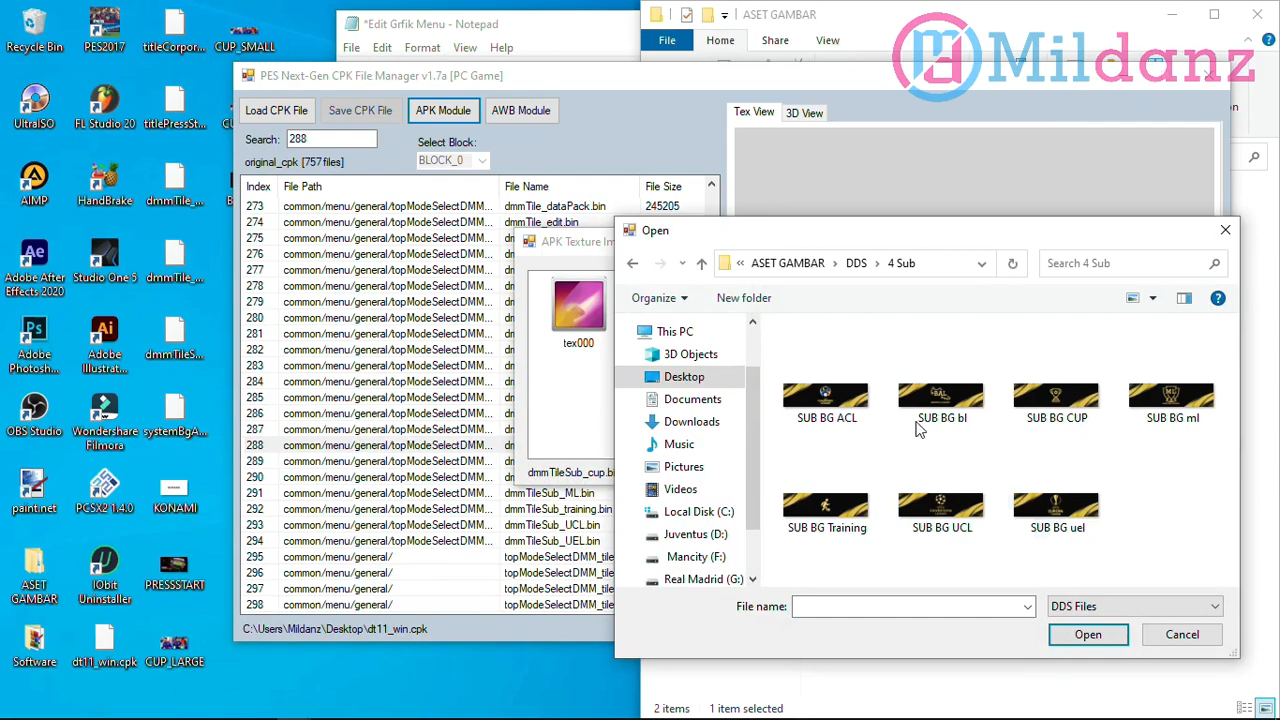 Recycle Bin
PES2017
titleCorpor...
CUP_SMALL
UltraISO
FL Studio 20
titlePressSt...
AIMP
HandBrake
dmmTile_...
Adobe After
Effects 2020
Studio One 5
dmmTile_...
Adobe
Photosh...
Adobe
Illustrat...
dmmTileS...
OBS Studio
Wondershare
Filmora
systemBgA...
paint.net
PCSX2 1.4.0
KONAMI
ASET
GAMBAR
IObit
Uninstaller
PRESSSTART
Software
dt11_win.cpk
CUP_LARGE
*Edit Grfik Menu - Notepad
File Edit Format View Help
ASET GAMBAR
File Home Share View
Mildanz
PES Next-Gen CPK File Manager v1.7a [PC Game]
Load CPK File Save CPK File APK Module AWB Module
Search: 288
Select Block:
original_cpk [757files] BLOCK_0
Tex View 3D View
Index File Path File Name File Size
273 common/menu/general/topModeSelectDMM... dmmTile_dataPack.bin 245205
274 common/menu/general/topModeSelectDMM... dmmTile_edit.bin
275 common/menu/general/topModeSelectDMM...
276 common/menu/general/topModeSelectDMM...
277 common/menu/general/topModeSelectDMM...
278 common/menu/general/topModeSelectDMM...
279 common/menu/general/topModeSelectDMM...
280 common/menu/general/topModeSelectDMM...
281 common/menu/general/topModeSelectDMM...
282 common/menu/general/topModeSelectDMM...
283 common/menu/general/topModeSelectDMM...
284 common/menu/general/topModeSelectDMM...
285 common/menu/general/topModeSelectDMM...
286 common/menu/general/topModeSelectDMM...
287 common/menu/general/topModeSelectDMM...
288 common/menu/general/topModeSelectDMM...
289 common/menu/general/topModeSelectDMM...
290 common/menu/general/topModeSelectDMM...
291 common/menu/general/topModeSelectDMM... dmmTileSub_ML.bin
292 common/menu/general/topModeSelectDMM... dmmTileSub_training.bin
293 common/menu/general/topModeSelectDMM... dmmTileSub_UCL.bin
294 common/menu/general/topModeSelectDMM... dmmTileSub_UEL.bin
295 common/menu/general/ topModeSelectDMM_tile
296 common/menu/general/ topModeSelectDMM_tile
297 common/menu/general/ topModeSelectDMM_tile
298 common/menu/general/ topModeSelectDMM_tile
C:\Users\Mildanz\Desktop\dt11_win.cpk
APK Texture Im
tex000
dmmTileSub_cup.bi
Open
« ASET GAMBAR > DDS > 4 Sub
Search 4 Sub
Organize New folder
This PC
3D Objects
Desktop
Documents
Downloads
Music
Pictures
Videos
Local Disk (C:)
Juventus (D:)
Mancity (F:)
Real Madrid (G:)
SUB BG ACL
SUB BG bl
SUB BG CUP
SUB BG ml
SUB BG Training
SUB BG UCL
SUB BG uel
File name:
DDS Files
Open Cancel
2 items 1 item selected